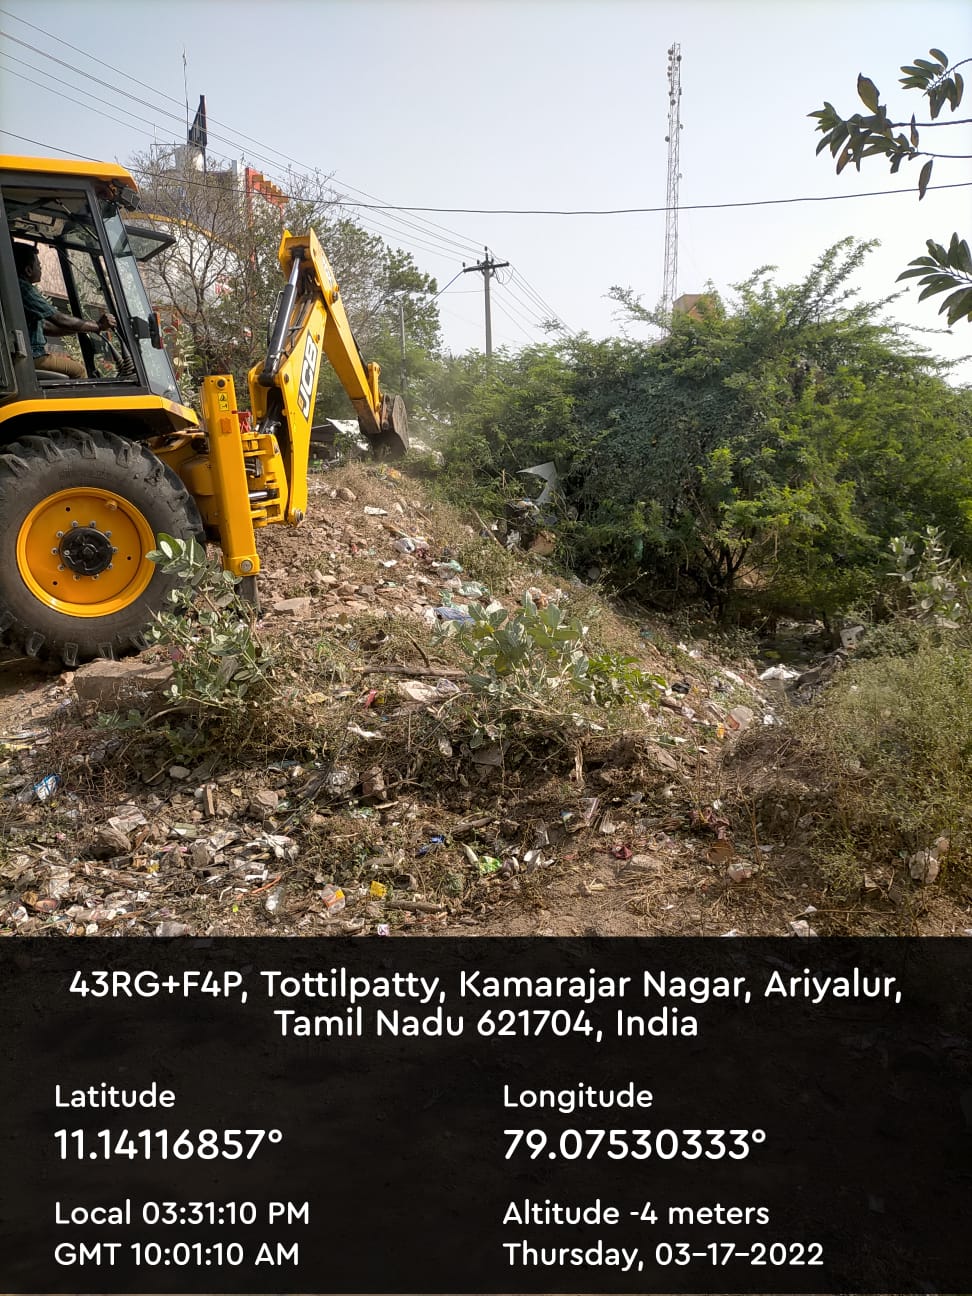 JCB
43RG+F4P, Tottilpatty, Kamarajar Nagar, Ariyalur,
Tamil Nadu 621704, India
Latitude
11.14116857°
Longitude
79.07530333°
Local 03:31:10 PM
GMT 10:01:10 AM
Altitude -4 meters
Thursday, 03-17-2022